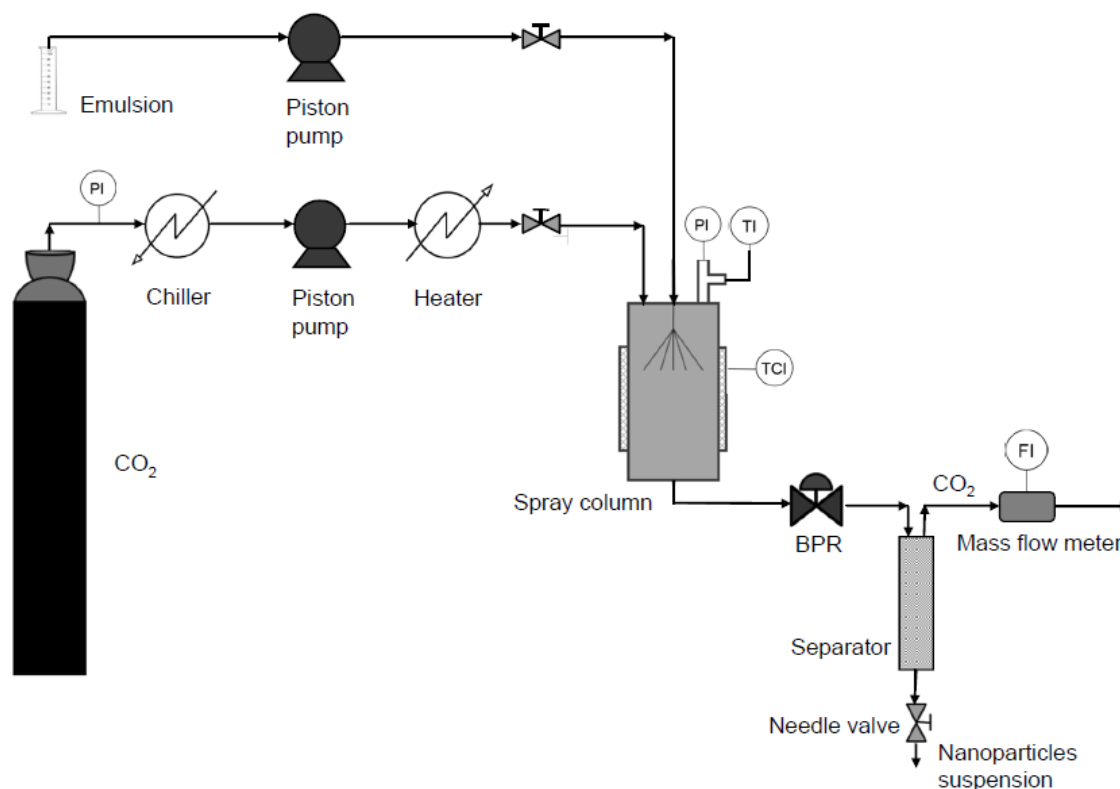 Emulsion
Piston
pump
PI
Chiller
Piston
pump
Heater
PI
TI
TCI
CO₂
Spray column
BPR
CO₂
FI
Mass flow meter
Separator
Needle valve
Nanoparticles
suspension